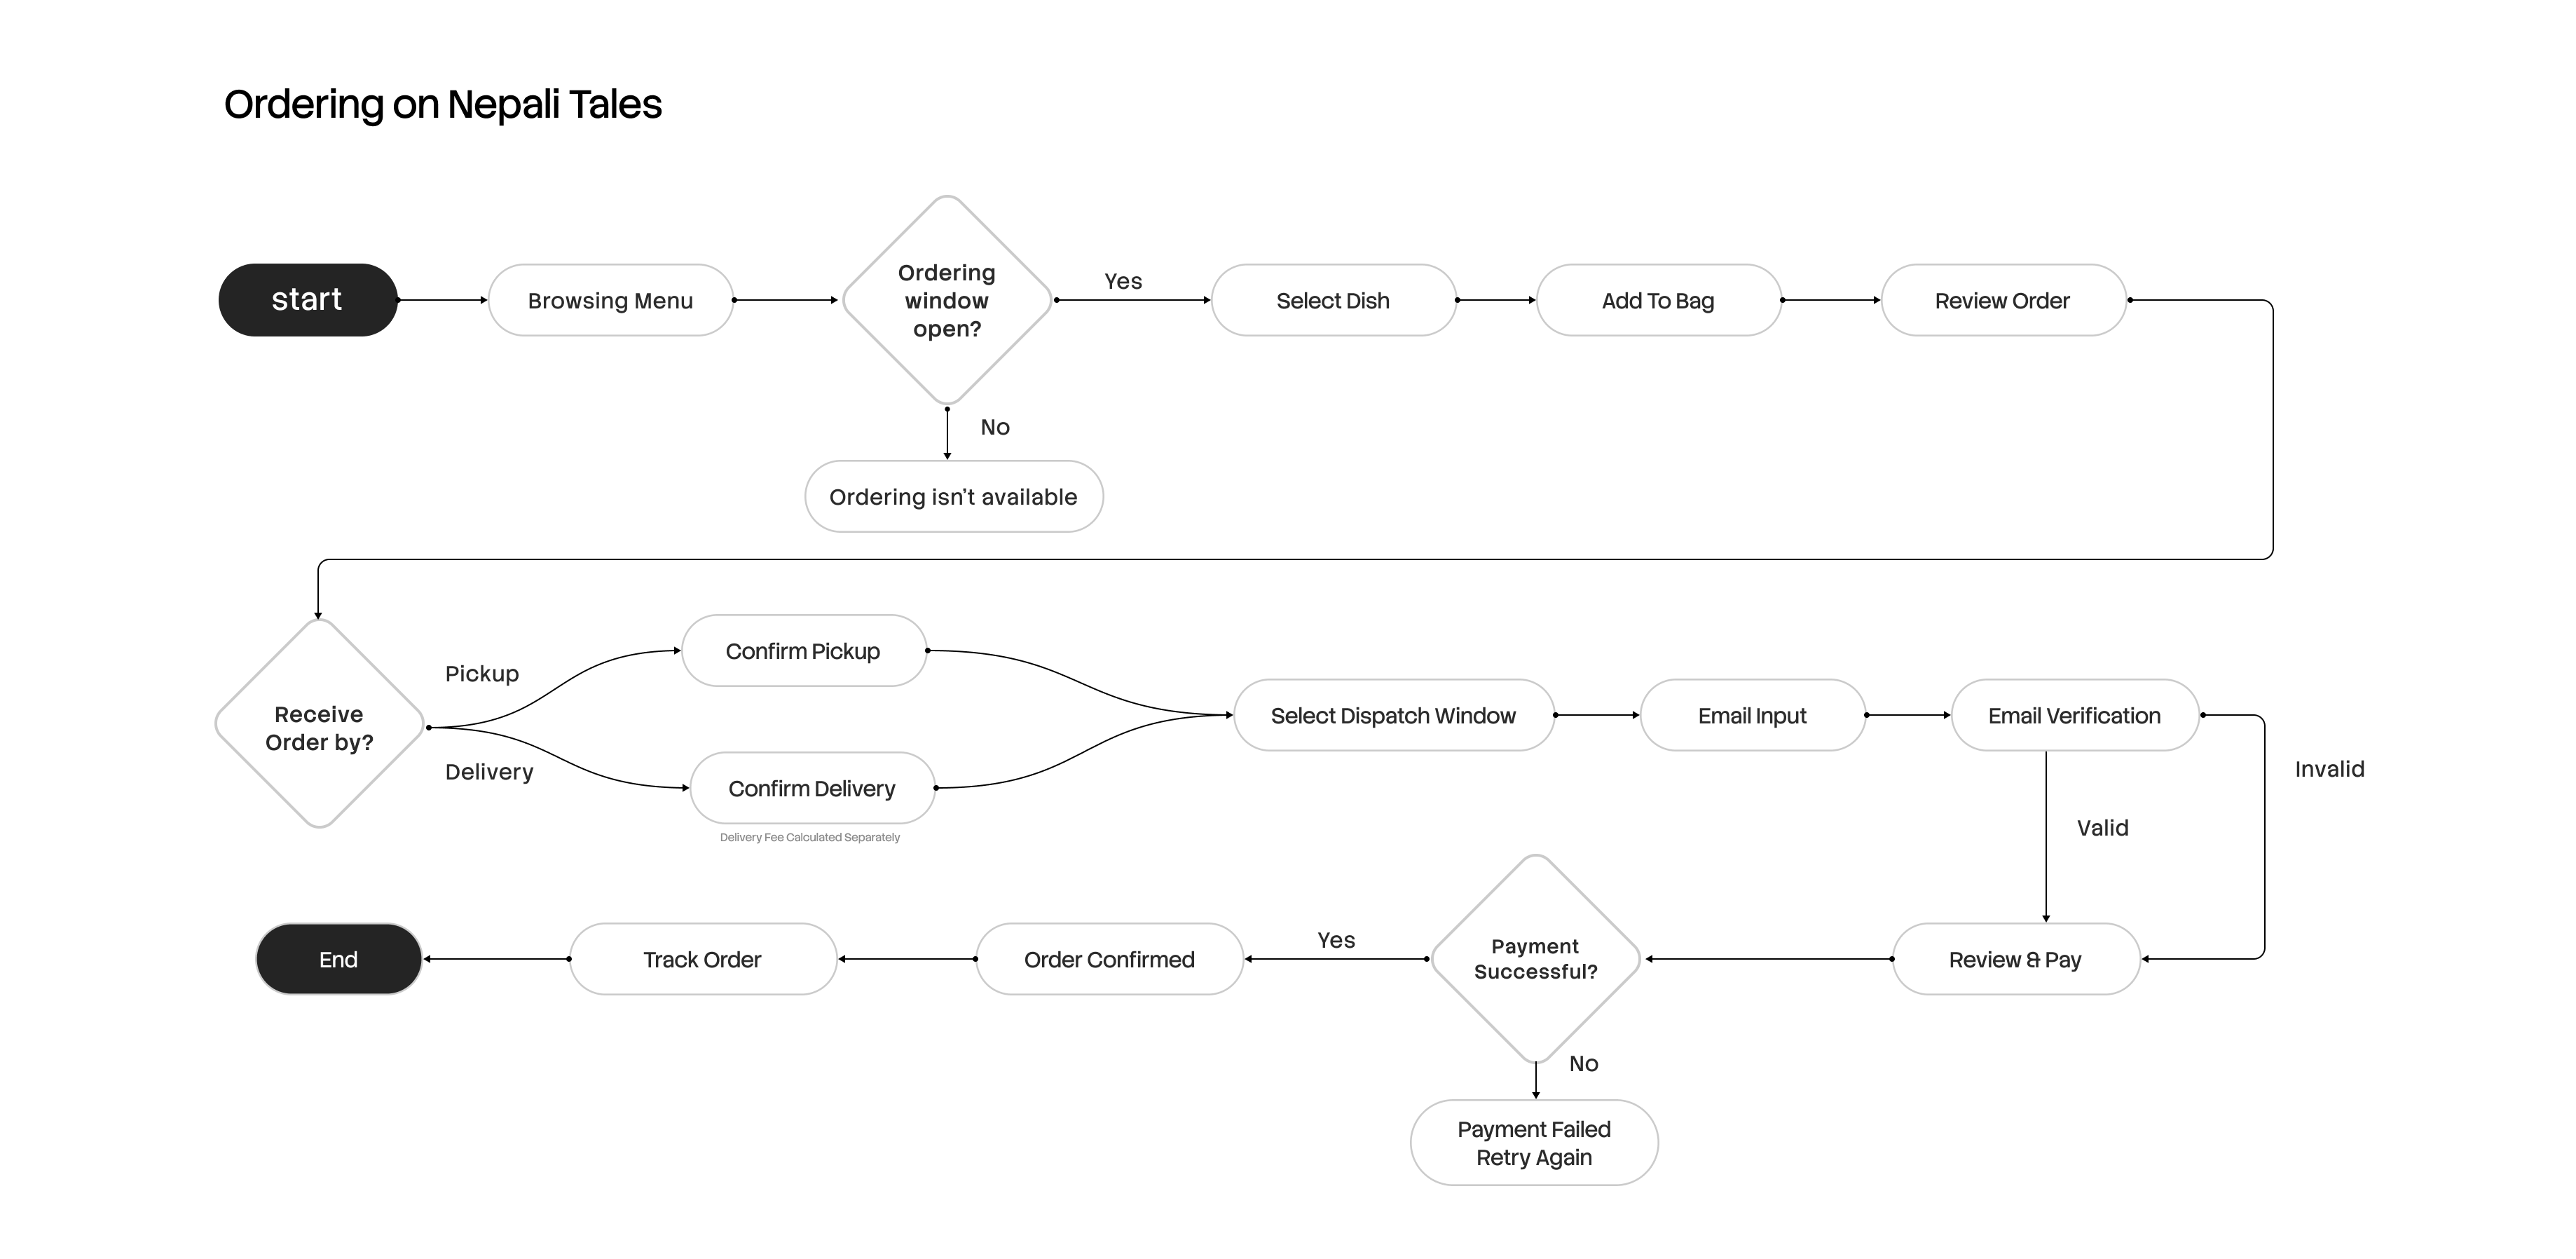 Ordering on Nepali Tales
start
Browsing Menu
Ordering
window
open?
Yes
Select Dish
Add To Bag
Review Order
No
Ordering isn’t available
Receive
Order by?
Pickup
Delivery
Confirm Pickup
Confirm Delivery
Delivery Fee Calculated Separately
Select Dispatch Window
Email Input
Email Verification
Invalid
Valid
Review & Pay
Payment
Successful?
Yes
Order Confirmed
Track Order
End
No
Payment Failed
Retry Again